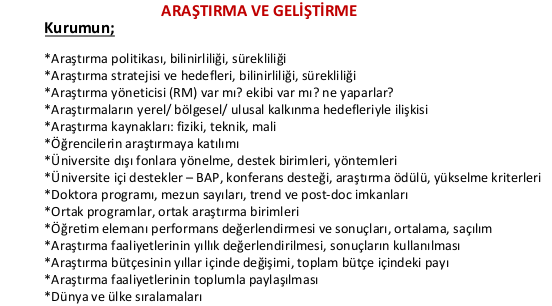 ARAŞTIRMA VE GELİŞTİRME
Kurumun;
*Araştırma politikası, bilinirliliği, sürekliliği
*Araştırma stratejisi ve hedefleri, bilinirliliği, sürekliliği
*Araştırma yöneticisi (RM) var mı? ekibi var mı? ne yaparlar?
*Araştırmaların yerel/ bölgesel/ ulusal kalkınma hedefleriyle ilişkisi
*Araştırma kaynakları: fiziki, teknik, mali
*Öğrencilerin araştırmaya katılımı
*Üniversite dışı fonlara yönelme, destek birimleri, yöntemleri
*Üniversite içi destekler – BAP, konferans desteği, araştırma ödülü, yükselme kriterleri
*Doktora programı, mezun sayıları, trend ve post-doc imkanları
*Ortak programlar, ortak araştırma birimleri
*Öğretim elemanı performans değerlendirmesi ve sonuçları, ortalama, saçılım
*Araştırma faaliyetlerinin yıllık değerlendirilmesi, sonuçların kullanılması
*Araştırma bütçesinin yıllar içinde değişimi, toplam bütçe içindeki payı
*Araştırma faaliyetlerinin toplumla paylaşılması
*Dünya ve ülke sıralamaları